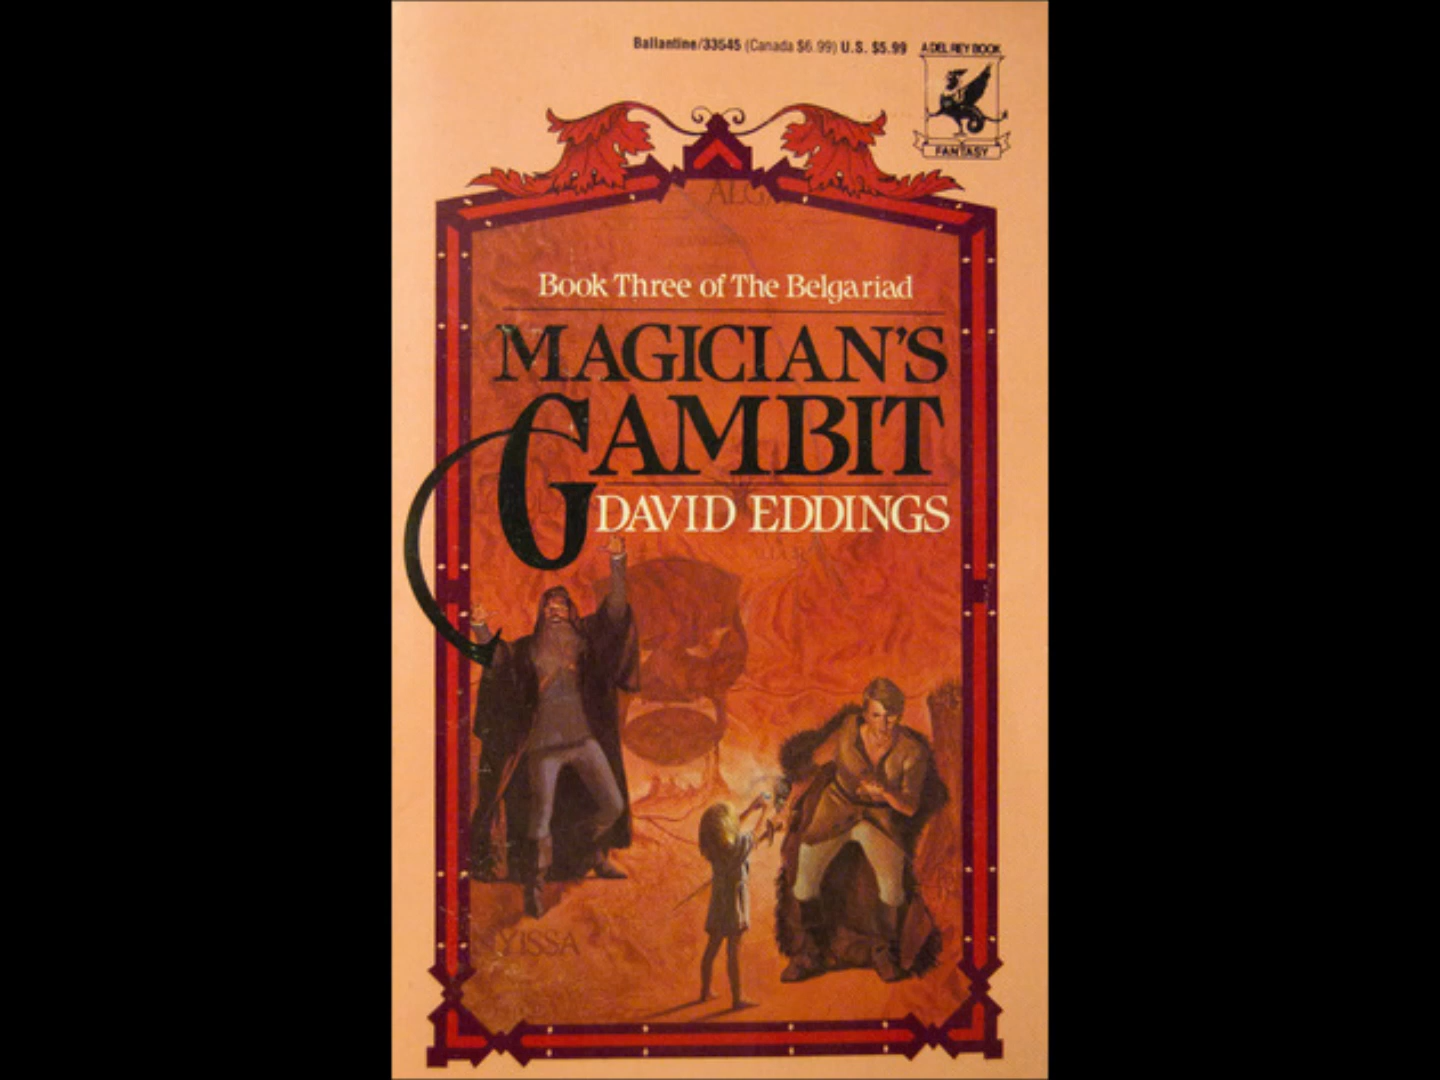 Ballantine/33545 (Canada $6.99) U.S. $5.99
A DEL REY BOOK
FANTASY
Book Three of The Belgariad
MAGICIAN'S
GAMBIT
DAVID EDDINGS
NYISSA